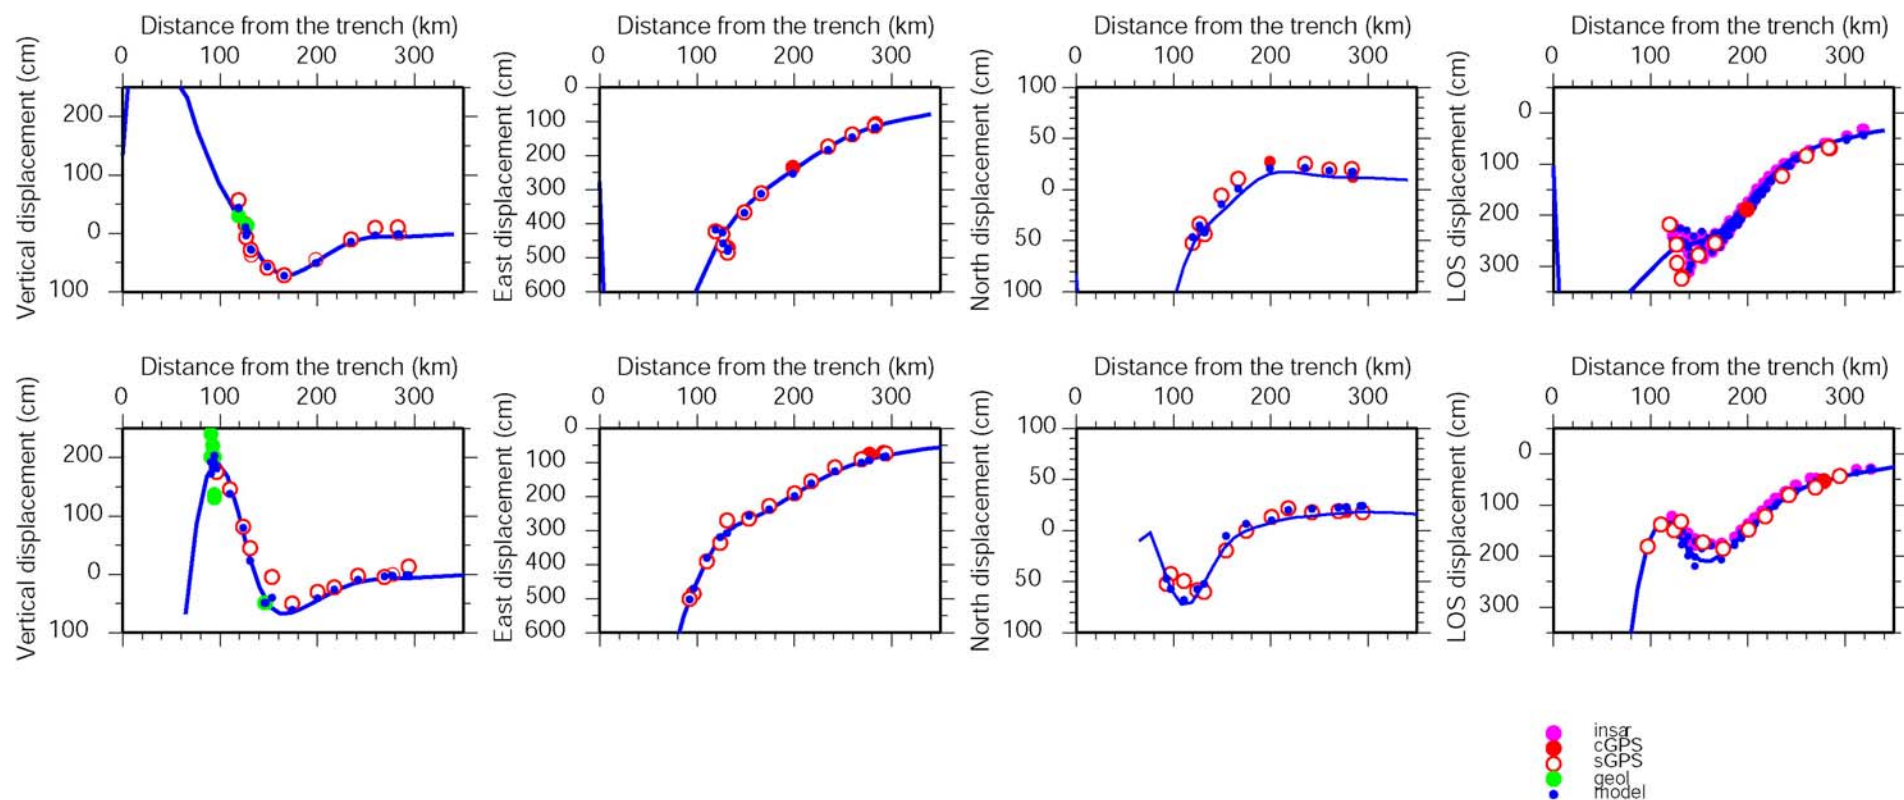 Distance from the trench (km)
0 100 200 300
Vertical displacement (cm)
200
100
0
100
Distance from the trench (km)
0 100 200 300
East displacement (cm)
0
100
200
300
400
500
600
Distance from the trench (km)
0 100 200 300
North displacement (cm)
100
50
0
50
100
Distance from the trench (km)
0 100 200 300
LOS displacement (cm)
0
100
200
300
Distance from the trench (km)
0 100 200 300
Vertical displacement (cm)
200
100
0
100
Distance from the trench (km)
0 100 200 300
East displacement (cm)
0
100
200
300
400
500
600
Distance from the trench (km)
0 100 200 300
North displacement (cm)
100
50
0
50
100
Distance from the trench (km)
0 100 200 300
LOS displacement (cm)
0
100
200
300
insar
cGPS
sGPS
geol
model